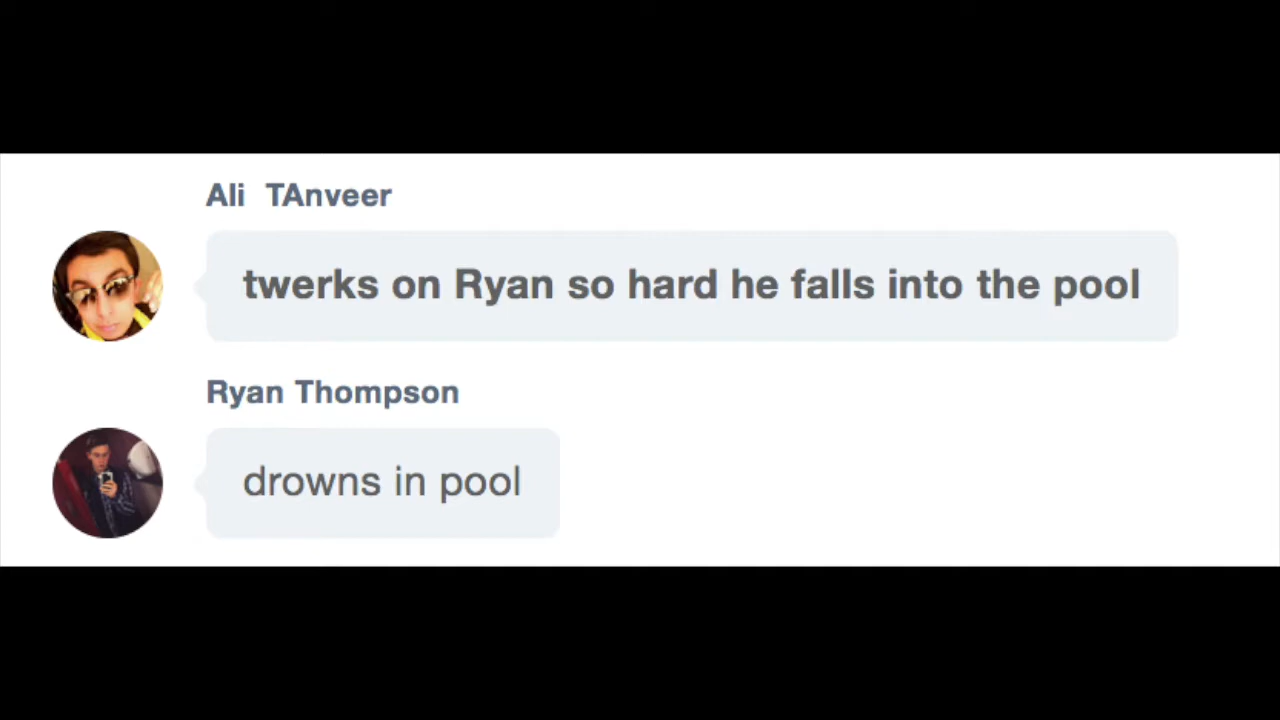 Ali  TAnveer
twerks on Ryan so hard he falls into the pool
Ryan Thompson
drowns in pool